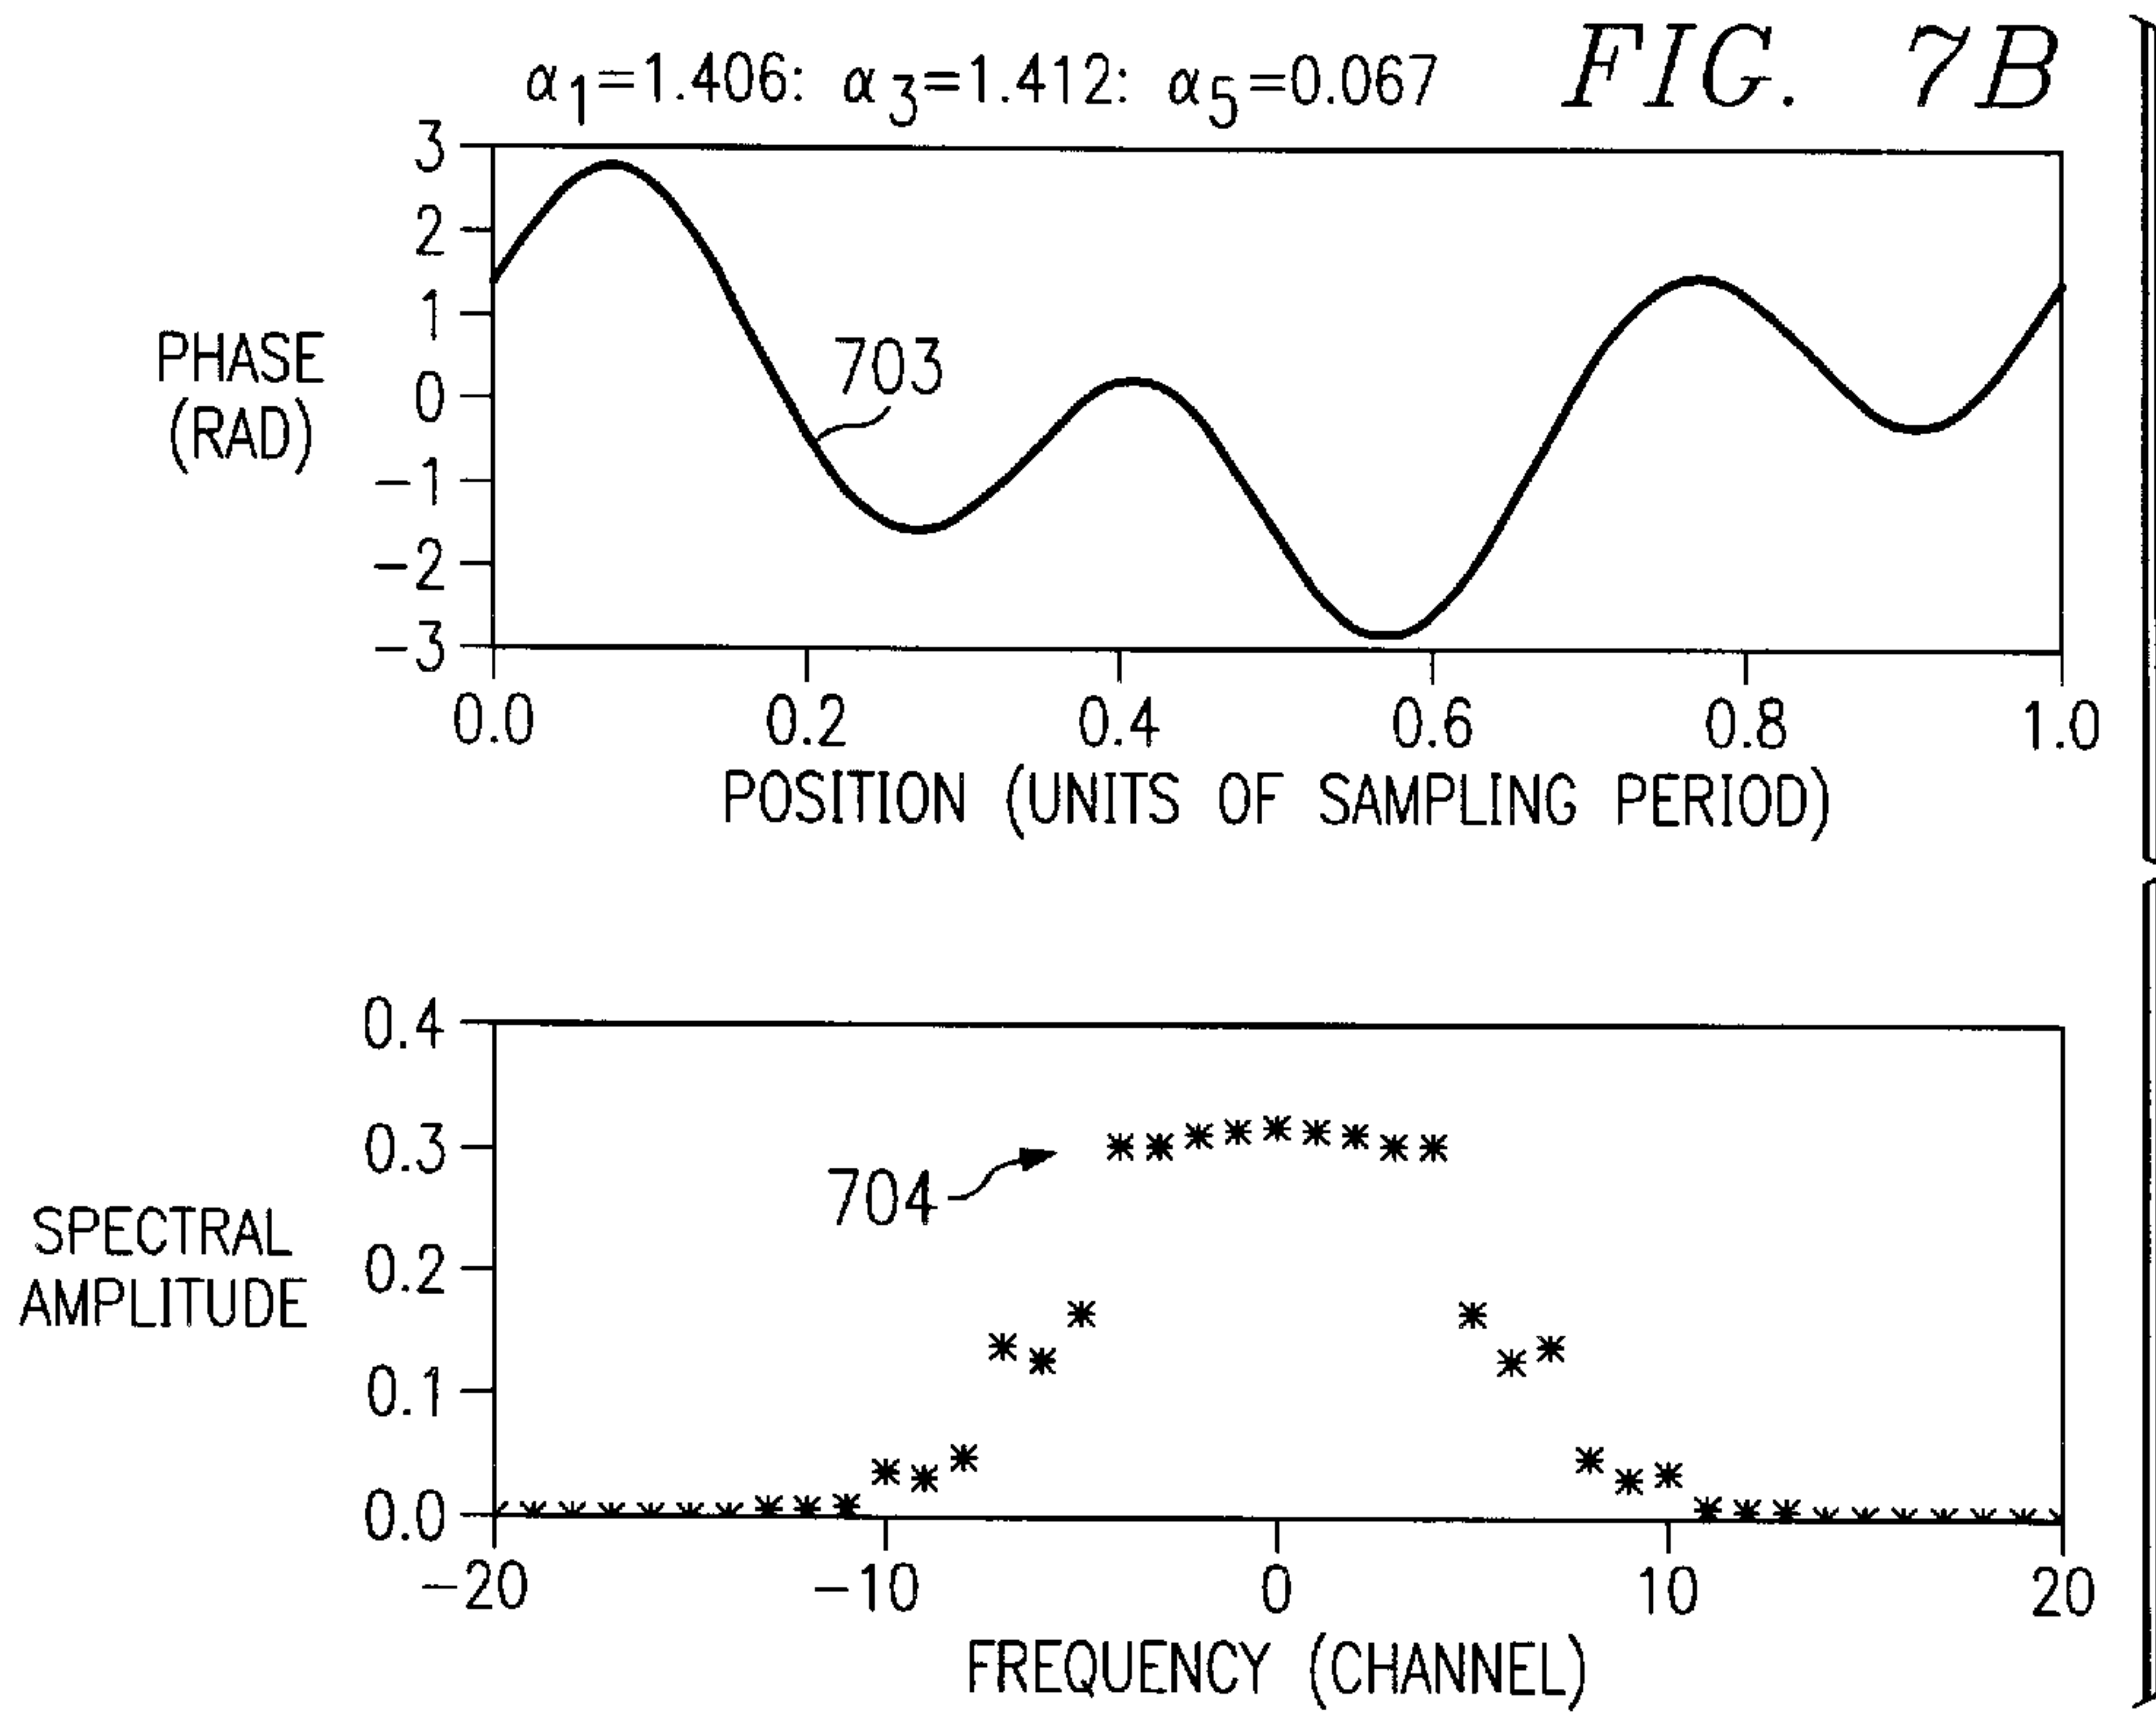 FIG. 7B
α1=1.406: α3=1.412: α5=0.067
3
2
1
0
−1
−2
−3
PHASE
(RAD)
703
0.0 0.2 0.4 0.6 0.8 1.0
POSITION (UNITS OF SAMPLING PERIOD)
0.4
0.3
0.2
0.1
0.0
SPECTRAL
AMPLITUDE
704
−20 −10 0 10 20
FREQUENCY (CHANNEL)